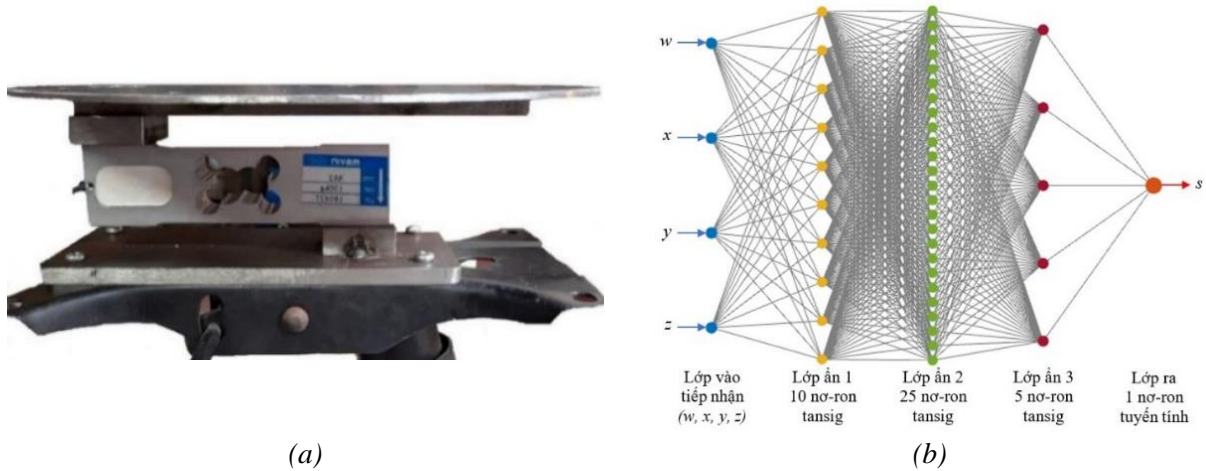 w
x
y
z
s
Lớp vào
tiếp nhận
(w, x, y, z)
Lớp ẩn 1
10 nơ-ron
tansig
Lớp ẩn 2
25 nơ-ron
tansig
Lớp ẩn 3
5 nơ-ron
tansig
Lớp ra
1 nơ-ron
tuyến tính
(a)
(b)